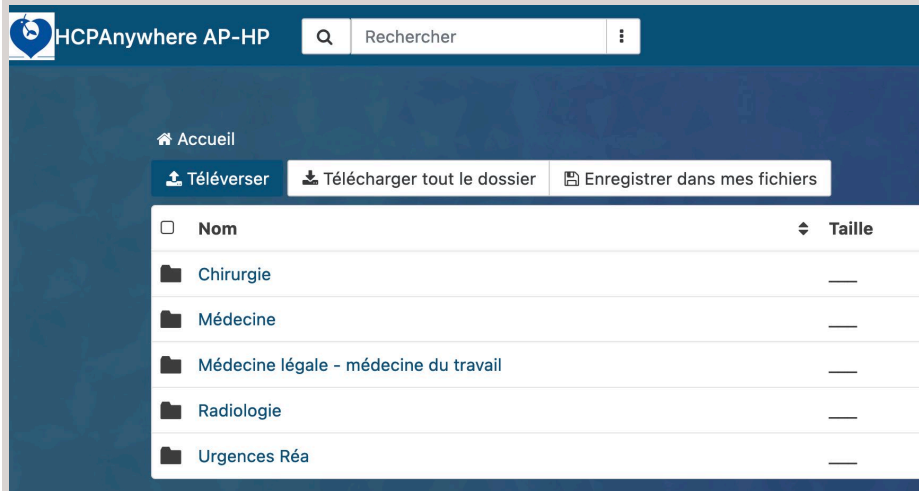 HCPAnywhere AP-HP Rechercher
Accueil
Téléverser Télécharger tout le dossier Enregistrer dans mes fichiers
Nom Taille
Chirurgie
Médecine
Médecine légale - médecine du travail
Radiologie
Urgences Réa